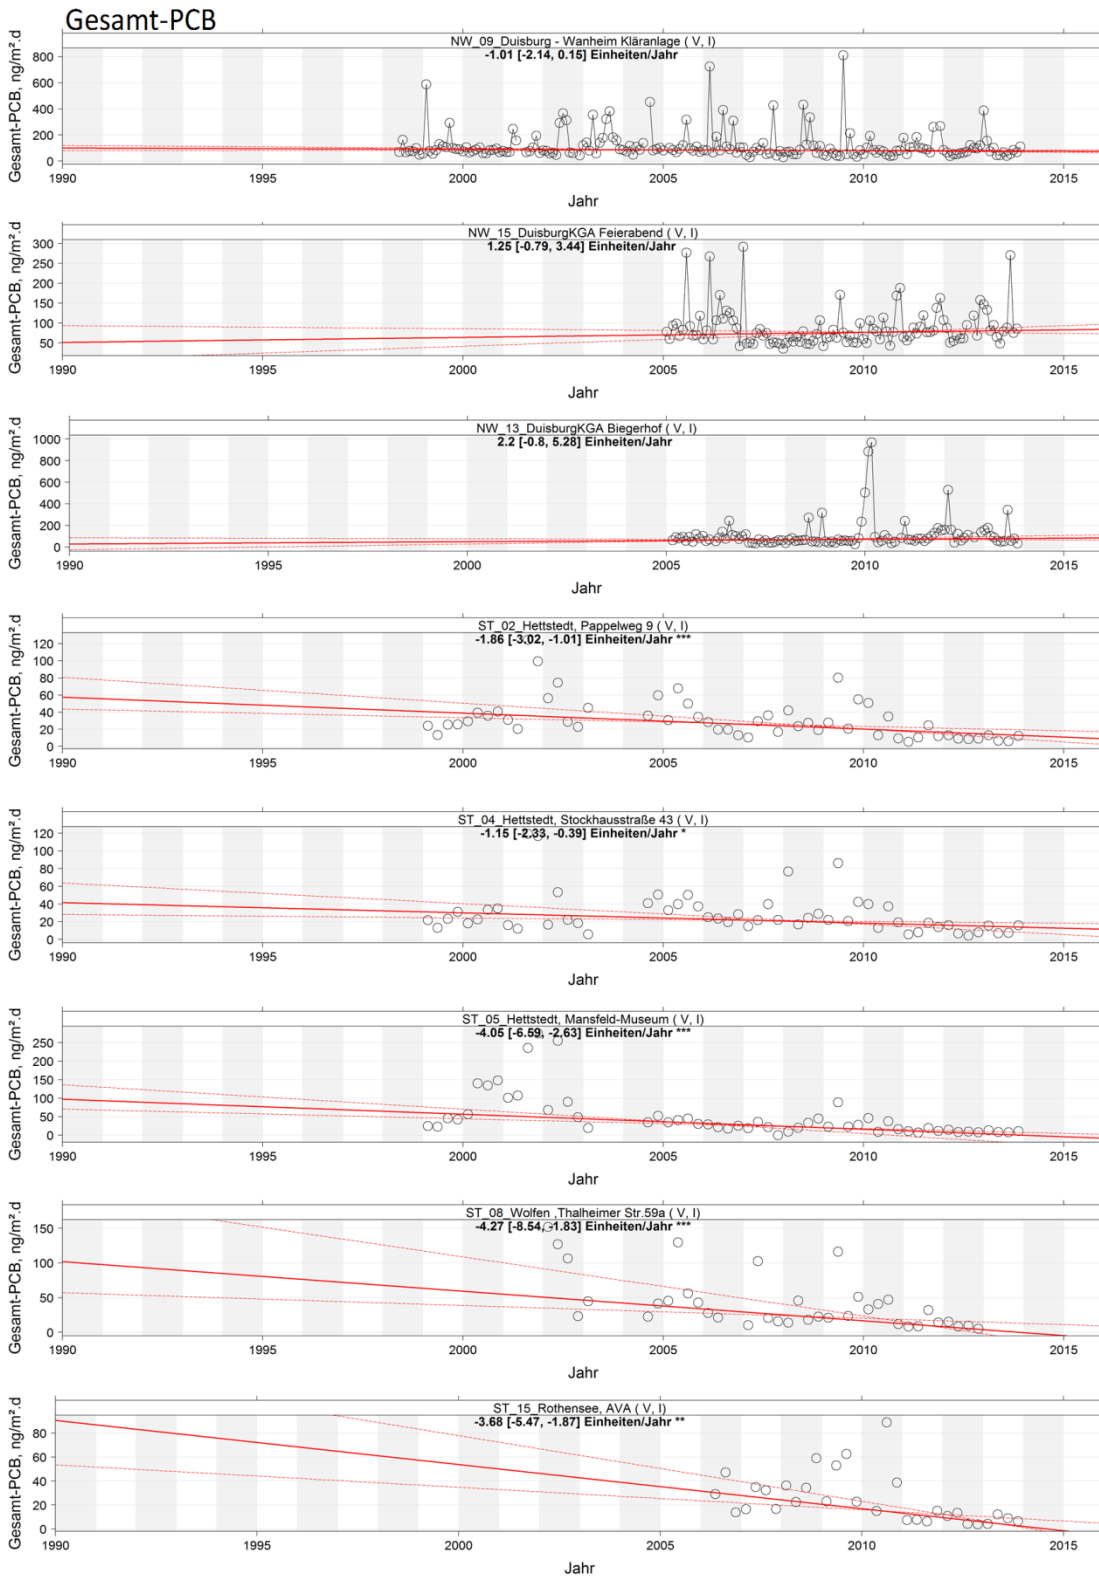 Gesamt-PCB
NW_09_Duisburg - Wanheim Kläranlage ( V, I)
-1.01 [-2.14, 0.15] Einheiten/Jahr
Gesamt-PCB, ng/m².d
800
600
400
200
0
1990 1995 2000 2005 2010 2015
Jahr
NW_15_DuisburgKGA Feierabend ( V, I)
1.25 [-0.79, 3.44] Einheiten/Jahr
Gesamt-PCB, ng/m².d
300
250
200
150
100
50
1990 1995 2000 2005 2010 2015
Jahr
NW_13_DuisburgKGA Biegerhof ( V, I)
2.2 [-0.8, 5.28] Einheiten/Jahr
Gesamt-PCB, ng/m².d
1000
800
600
400
200
0
1990 1995 2000 2005 2010 2015
Jahr
ST_02_Hettstedt, Pappelweg 9 ( V, I)
-1.86 [-3.02, -1.01] Einheiten/Jahr ***
Gesamt-PCB, ng/m².d
120
100
80
60
40
20
0
1990 1995 2000 2005 2010 2015
Jahr
ST_04_Hettstedt, Stockhausstraße 43 ( V, I)
-1.15 [-2.33, -0.39] Einheiten/Jahr *
Gesamt-PCB, ng/m².d
120
100
80
60
40
20
0
1990 1995 2000 2005 2010 2015
Jahr
ST_05_Hettstedt, Mansfeld-Museum ( V, I)
-4.05 [-6.59, -2.63] Einheiten/Jahr ***
Gesamt-PCB, ng/m².d
250
200
150
100
50
0
1990 1995 2000 2005 2010 2015
Jahr
ST_08_Wolfen ,Thalheimer Str.59a ( V, I)
-4.27 [-8.54, -1.83] Einheiten/Jahr ***
Gesamt-PCB, ng/m².d
150
100
50
0
1990 1995 2000 2005 2010 2015
Jahr
ST_15_Rothensee, AVA ( V, I)
-3.68 [-5.47, -1.87] Einheiten/Jahr **
Gesamt-PCB, ng/m².d
80
60
40
20
0
1990 1995 2000 2005 2010 2015
Jahr